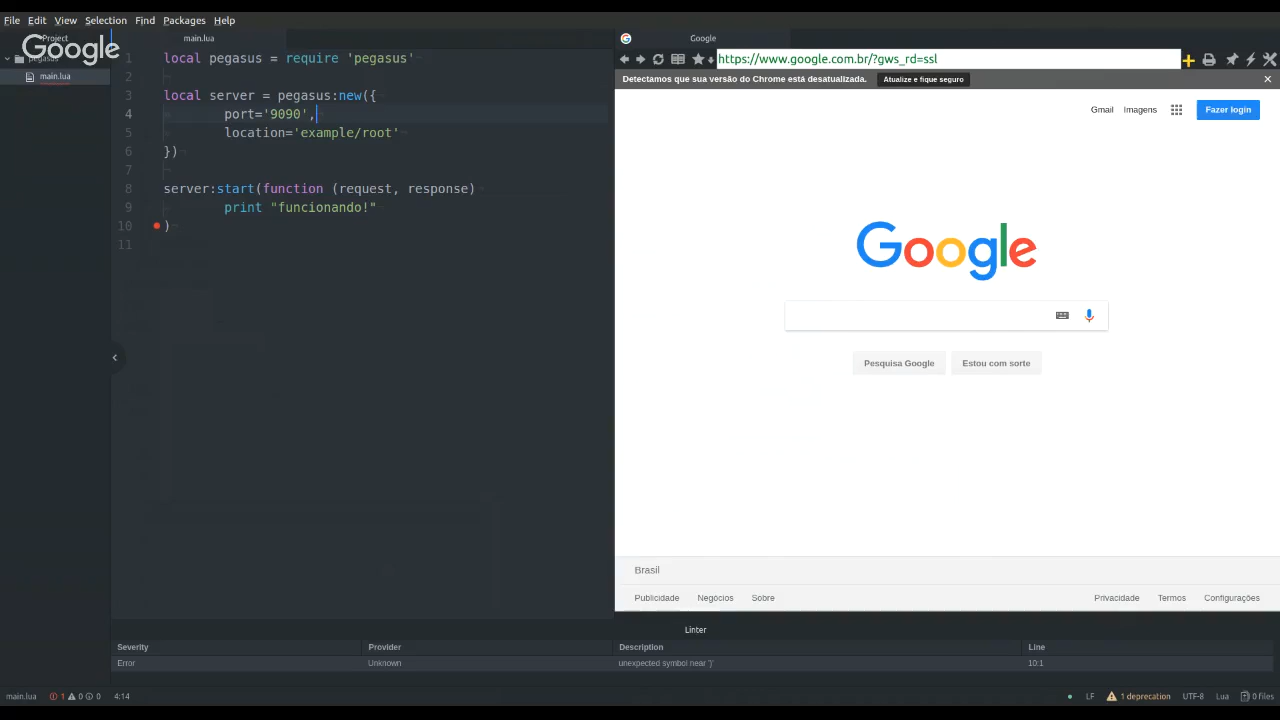 File Edit View Selection Find Packages Help
Project
Google
main.lua
main.lua
1 local pegasus = require 'pegasus'
2
3 local server = pegasus:new({
4 port='9090',
5 location='example/root'
6 })
7
8 server:start(function (request, response)
9 print "funcionando!"
10 )
11
Google
https://www.google.com.br/?gws_rd=ssl
Detectamos que sua versão do Chrome está desatualizada. Atualize e fique seguro
Gmail Imagens Fazer login
Google
Pesquisa Google Estou com sorte
Brasil
Publicidade Negócios Sobre Privacidade Termos Configurações
Linter
Severity Provider Description Line
Error Unknown unexpected symbol near ')' 10:1
main.lua 1 0 0 4:14 LF 1 deprecation UTF-8 Lua 0 files